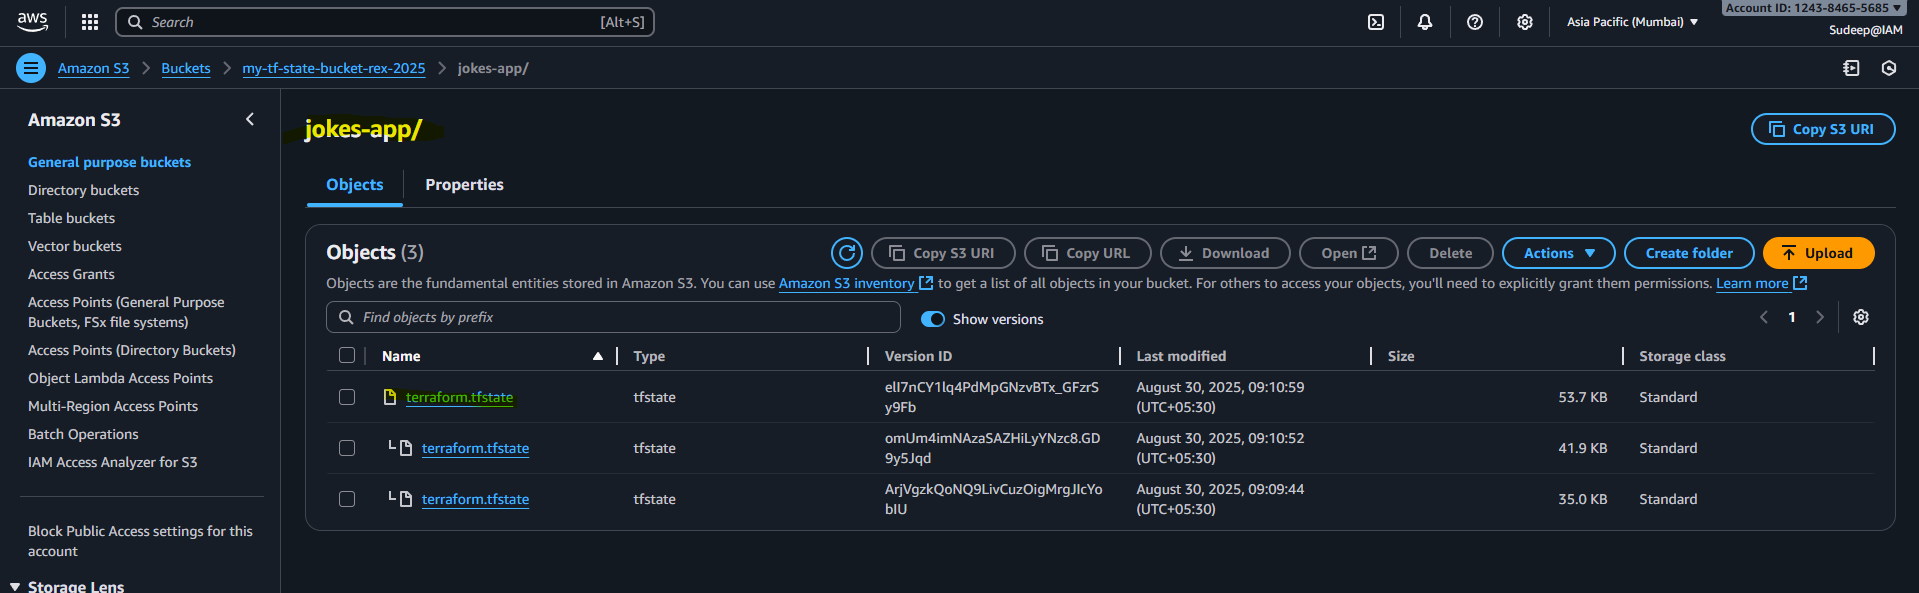 aws
Search
[Alt+S]
Asia Pacific (Mumbai)
Account ID: 1243-8465-5685
Sudeep@IAM
Amazon S3
Buckets
my-tf-state-bucket-rex-2025
jokes-app/
Amazon S3
General purpose buckets
Directory buckets
Table buckets
Vector buckets
Access Grants
Access Points (General Purpose
Buckets, FSx file systems)
Access Points (Directory Buckets)
Object Lambda Access Points
Multi-Region Access Points
Batch Operations
IAM Access Analyzer for S3
Block Public Access settings for this
account
Storage Lens
jokes-app/
Copy S3 URI
Objects
Properties
Objects (3)
Copy S3 URI
Copy URL
Download
Open
Delete
Actions
Create folder
Upload
Objects are the fundamental entities stored in Amazon S3. You can use Amazon S3 inventory to get a list of all objects in your bucket. For others to access your objects, you'll need to explicitly grant them permissions. Learn more
Find objects by prefix
Show versions
1
Name
Type
Version ID
Last modified
Size
Storage class
terraform.tfstate
tfstate
elI7nCY1lq4PdMpGNzvBTx_GFzrS
y9Fb
August 30, 2025, 09:10:59
(UTC+05:30)
53.7 KB
Standard
terraform.tfstate
tfstate
omUm4imNAzaSAZHiLyYNzc8.GD
9y5Jqd
August 30, 2025, 09:10:52
(UTC+05:30)
41.9 KB
Standard
terraform.tfstate
tfstate
ArjVgzkQoNQ9LivCuzOigMrgJIcYo
bIU
August 30, 2025, 09:09:44
(UTC+05:30)
35.0 KB
Standard